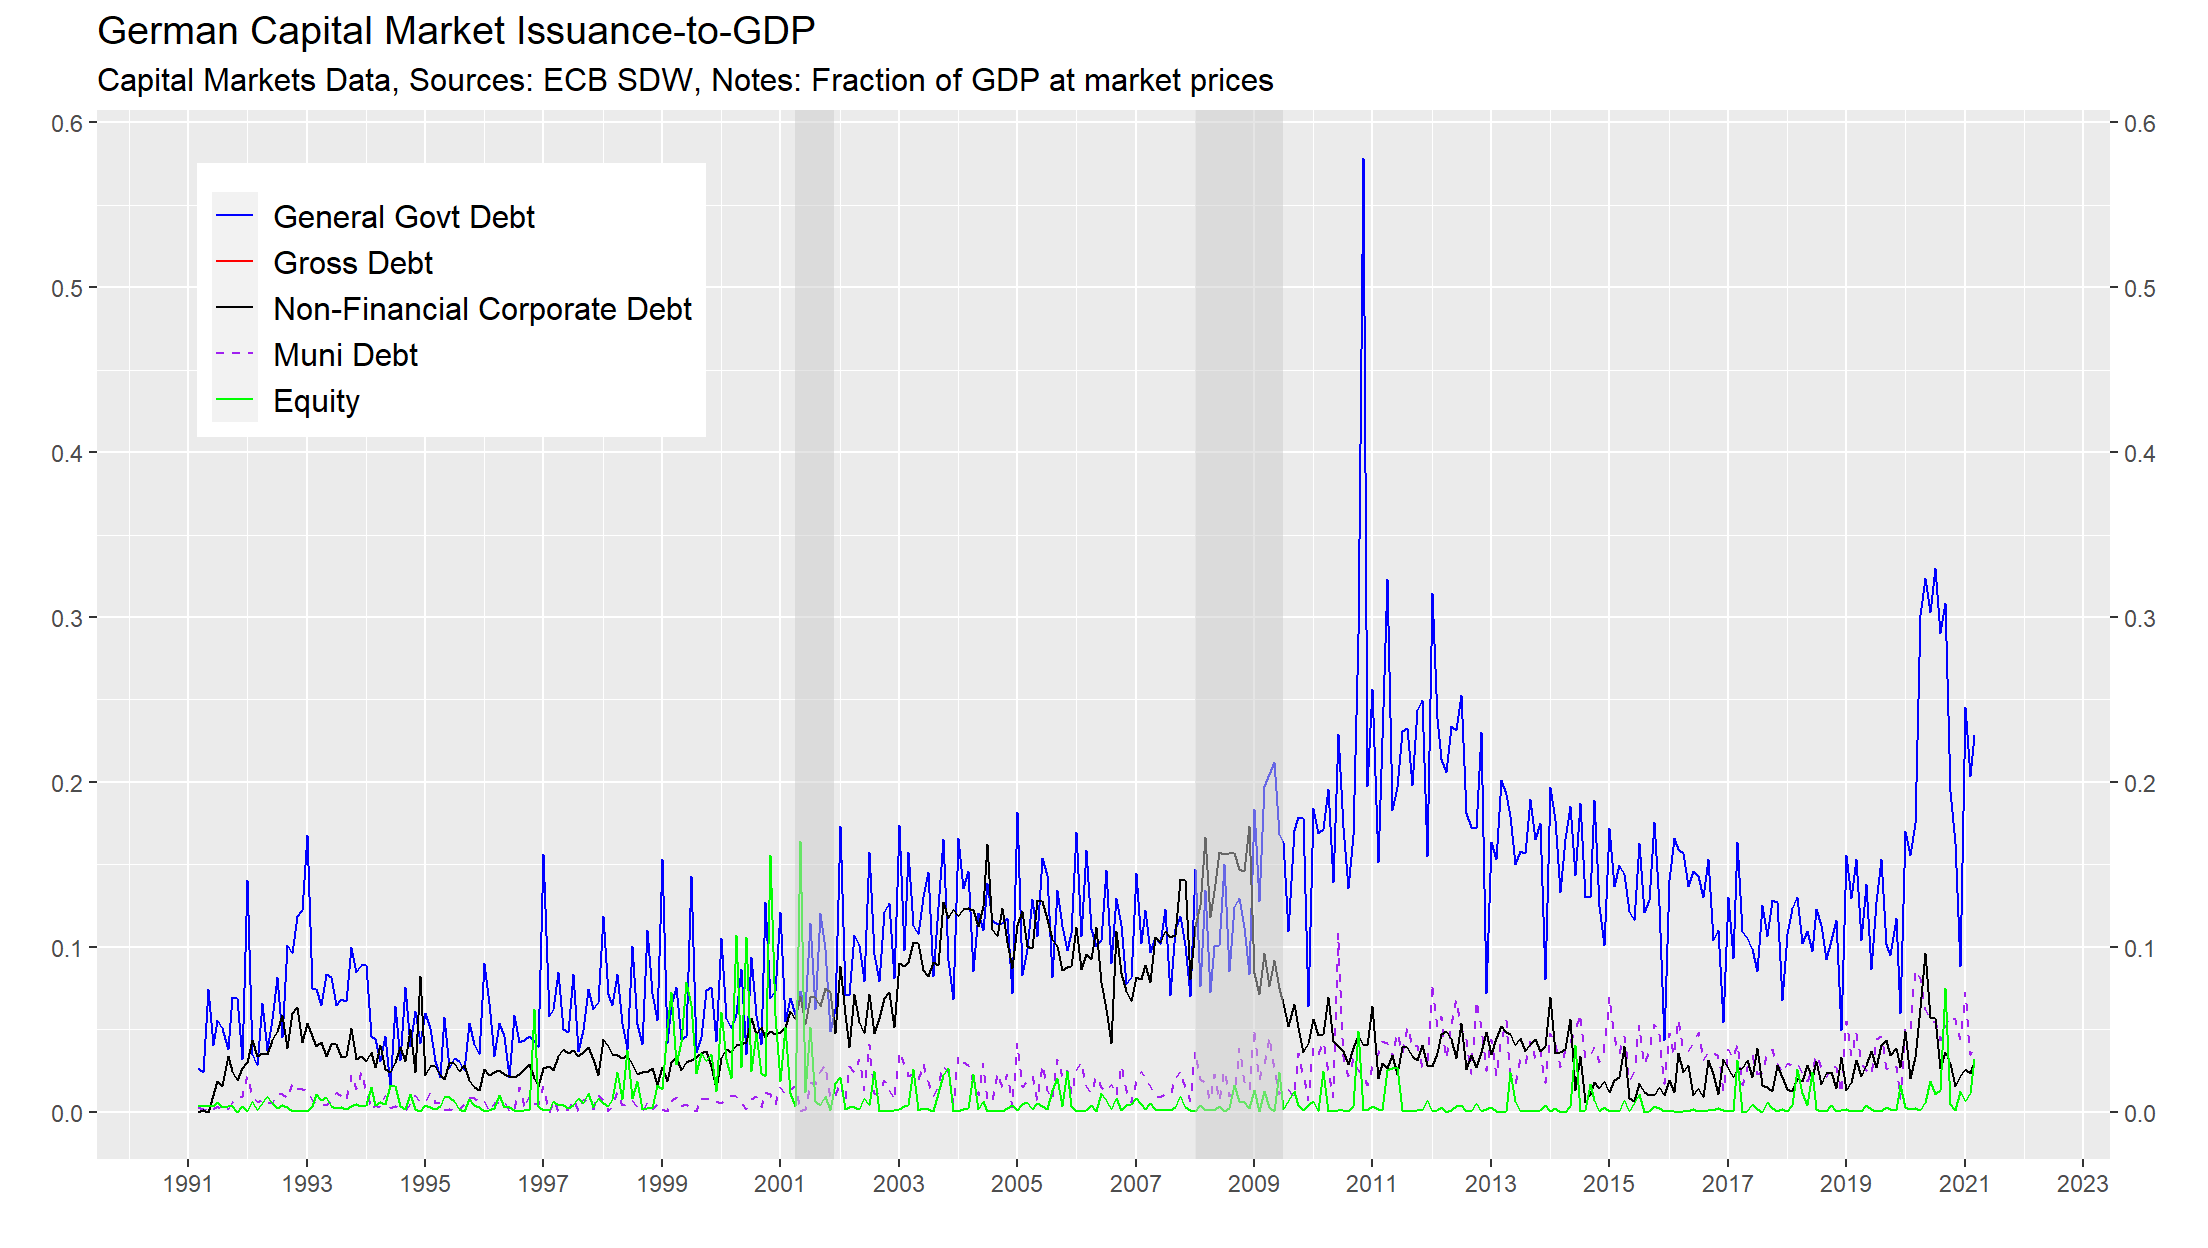 German Capital Market Issuance-to-GDP
Capital Markets Data, Sources: ECB SDW, Notes: Fraction of GDP at market prices
0.6
0.5
0.4
0.3
0.2
0.1
0.0
General Govt Debt
Gross Debt
Non-Financial Corporate Debt
Muni Debt
Equity
0.6
0.5
0.4
0.3
0.2
0.1
0.0
1991 1993 1995 1997 1999 2001 2003 2005 2007 2009 2011 2013 2015 2017 2019 2021 2023